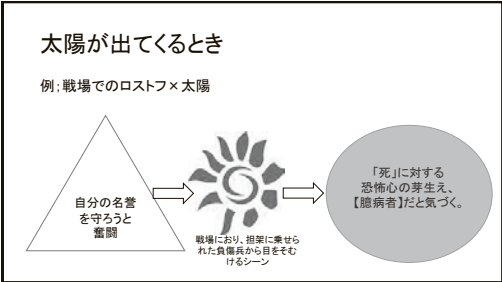 太陽が出てくるとき
例；戦場でのロストフ×太陽
自分の名誉
を守ろうと
奮闘
戦場におり、担架に乗せら
れた負傷兵から目をそむ
けるシーン
「死」に対する
恐怖心の芽生え、
【臆病者】だと気づく。